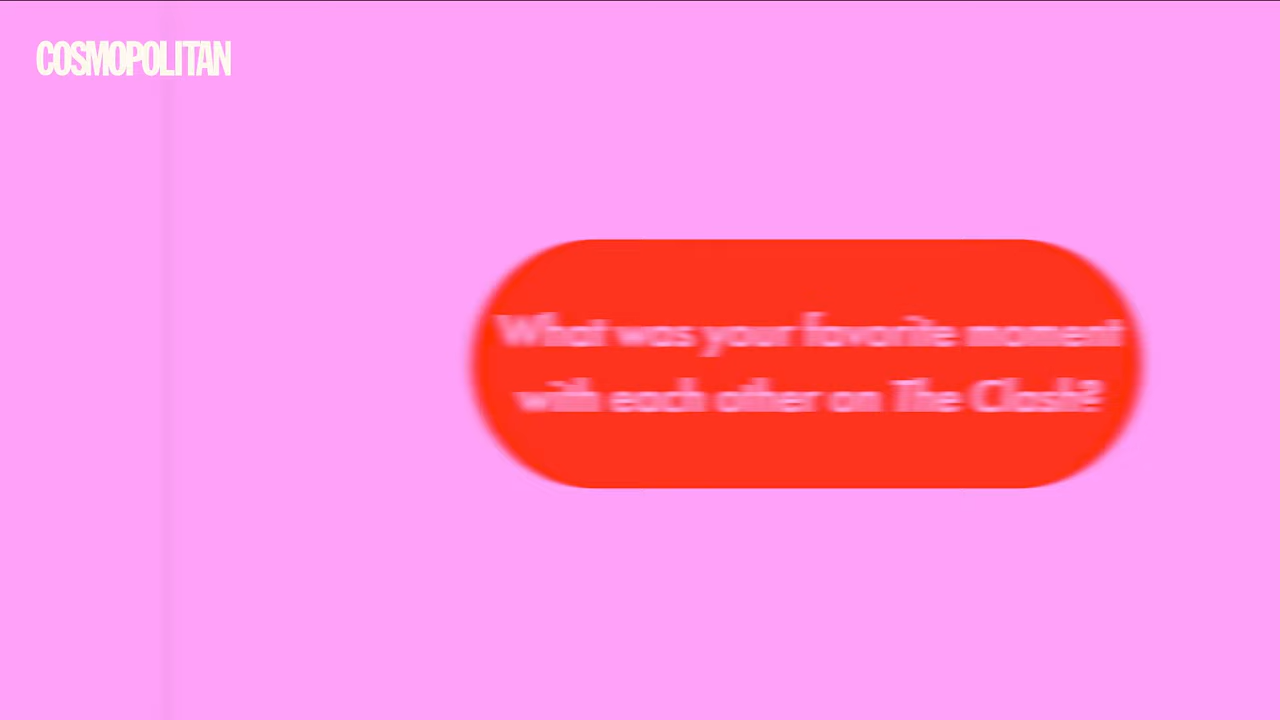 COSMOPOLITAN
What was your favorite moment
with each other on The Clash?